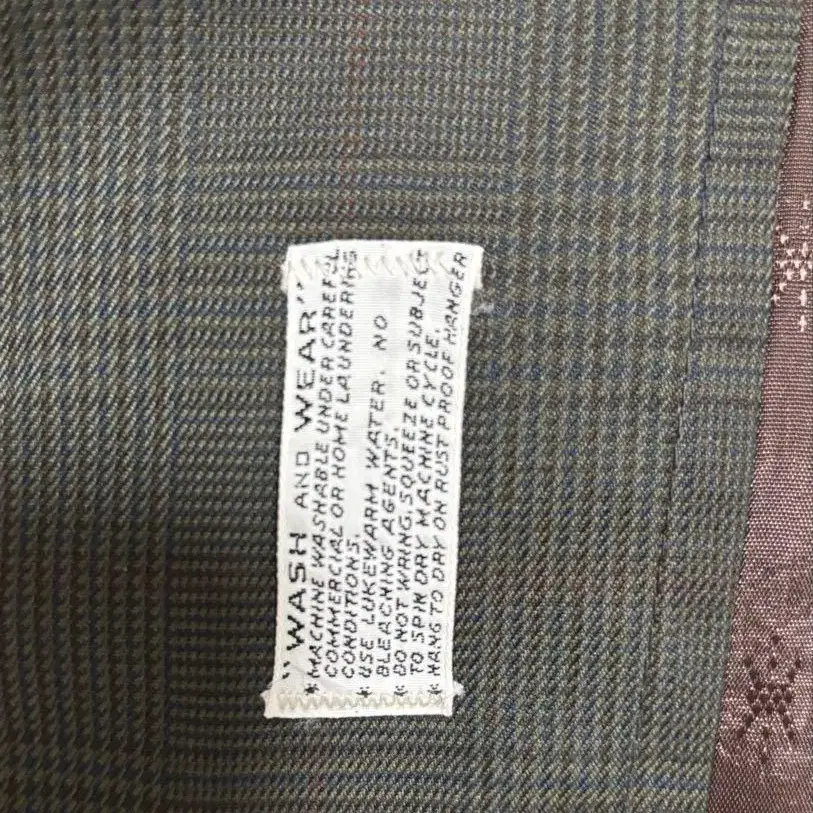 "WASH AND WEAR"
*MACHINE WASHABLE UNDER CAREFUL
COMMERCIAL OR HOME LAUNDERING
CONDITIONS.
*USE LUKEWARM WATER. NO
BLEACHING AGENTS.
*DO NOT WRING, SQUEEZE OR SUBJECT
TO SPIN DRY MACHINE CYCLE.
*HANG TO DRY ON RUST PROOF HANGER